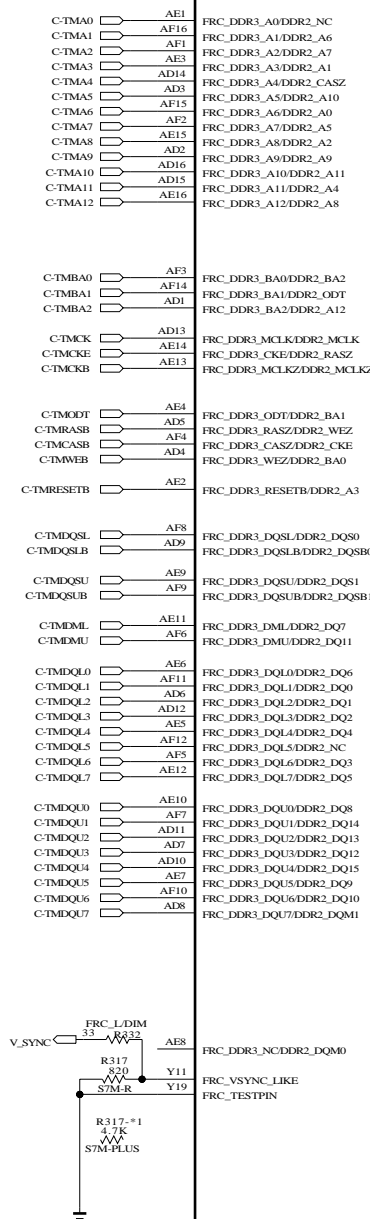 C-TMA0 AE1 FRC_DDR3_A0/DDR2_NC
C-TMA1 AF16 FRC_DDR3_A1/DDR2_A6
C-TMA2 AF1 FRC_DDR3_A2/DDR2_A7
C-TMA3 AE3 FRC_DDR3_A3/DDR2_A1
C-TMA4 AD14 FRC_DDR3_A4/DDR2_CASZ
C-TMA5 AD3 FRC_DDR3_A5/DDR2_A10
C-TMA6 AF15 FRC_DDR3_A6/DDR2_A0
C-TMA7 AF2 FRC_DDR3_A7/DDR2_A5
C-TMA8 AE15 FRC_DDR3_A8/DDR2_A2
C-TMA9 AD2 FRC_DDR3_A9/DDR2_A9
C-TMA10 AD16 FRC_DDR3_A10/DDR2_A11
C-TMA11 AD15 FRC_DDR3_A11/DDR2_A4
C-TMA12 AE16 FRC_DDR3_A12/DDR2_A8
C-TMBA0 AF3 FRC_DDR3_BA0/DDR2_BA2
C-TMBA1 AF14 FRC_DDR3_BA1/DDR2_ODT
C-TMBA2 AD1 FRC_DDR3_BA2/DDR2_A12
C-TMCK AD13 FRC_DDR3_MCLK/DDR2_MCLK
C-TMCKE AE14 FRC_DDR3_CKE/DDR2_RASZ
C-TMCKB AE13 FRC_DDR3_MCLKZ/DDR2_MCLKZ
C-TMODT AE4 FRC_DDR3_ODT/DDR2_BA1
C-TMRASB AD5 FRC_DDR3_RASZ/DDR2_WEZ
C-TMCASB AF4 FRC_DDR3_CASZ/DDR2_CKE
C-TMWEB AD4 FRC_DDR3_WEZ/DDR2_BA0
C-TMRESETB AE2 FRC_DDR3_RESETB/DDR2_A3
C-TMDQSL AF8 FRC_DDR3_DQSL/DDR2_DQS0
C-TMDQSLB AD9 FRC_DDR3_DQSLB/DDR2_DQSB0
C-TMDQSU AE9 FRC_DDR3_DQSU/DDR2_DQS1
C-TMDQSUB AF9 FRC_DDR3_DQSUB/DDR2_DQSB1
C-TMDML AE11 FRC_DDR3_DML/DDR2_DQ7
C-TMDMU AF6 FRC_DDR3_DMU/DDR2_DQ11
C-TMDQL0 AE6 FRC_DDR3_DQL0/DDR2_DQ6
C-TMDQL1 AF11 FRC_DDR3_DQL1/DDR2_DQ0
C-TMDQL2 AD6 FRC_DDR3_DQL2/DDR2_DQ1
C-TMDQL3 AD12 FRC_DDR3_DQL3/DDR2_DQ2
C-TMDQL4 AE5 FRC_DDR3_DQL4/DDR2_DQ4
C-TMDQL5 AF12 FRC_DDR3_DQL5/DDR2_NC
C-TMDQL6 AF5 FRC_DDR3_DQL6/DDR2_DQ3
C-TMDQL7 AE12 FRC_DDR3_DQL7/DDR2_DQ5
C-TMDQU0 AE10 FRC_DDR3_DQU0/DDR2_DQ8
C-TMDQU1 AF7 FRC_DDR3_DQU1/DDR2_DQ14
C-TMDQU2 AD11 FRC_DDR3_DQU2/DDR2_DQ13
C-TMDQU3 AD7 FRC_DDR3_DQU3/DDR2_DQ12
C-TMDQU4 AD10 FRC_DDR3_DQU4/DDR2_DQ15
C-TMDQU5 AE7 FRC_DDR3_DQU5/DDR2_DQ9
C-TMDQU6 AF10 FRC_DDR3_DQU6/DDR2_DQ10
C-TMDQU7 AD8 FRC_DDR3_DQU7/DDR2_DQM1
FRC_L/DIM
V_SYNC 33 R332 AE8 FRC_DDR3_NC/DDR2_DQM0
R317
820 Y11 FRC_VSYNC_LIKE
S7M-R Y19 FRC_TESTPIN
R317-*1
4.7K
S7M-PLUS